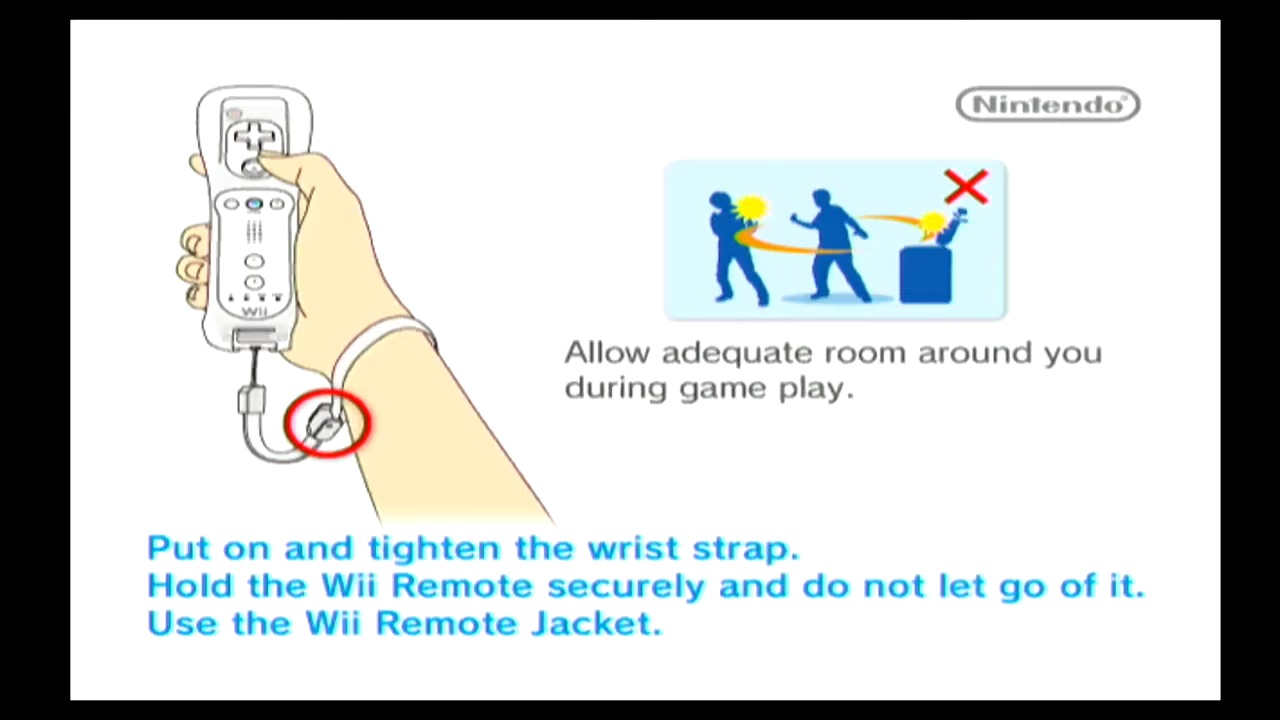 Nintendo®
Allow adequate room around you
during game play.
Wii
Put on and tighten the wrist strap.
Hold the Wii Remote securely and do not let go of it.
Use the Wii Remote Jacket.